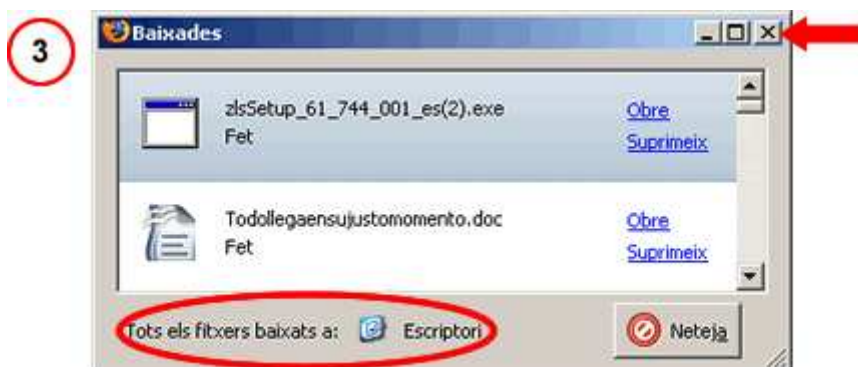 3
Baixades
zlsSetup_61_744_001_es(2).exe
Fet
Obre
Suprimeix
Todollegaensujustomomento.doc
Fet
Obre
Suprimeix
Tots els fitxers baixats a: Escriptori
Neteja